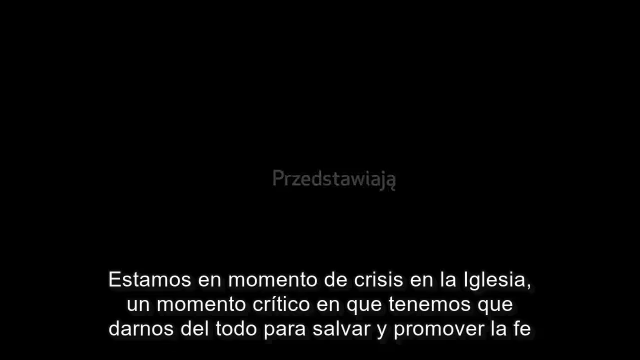 Przedstawiają
Estamos en momento de crisis en la Iglesia,
un momento crítico en que tenemos que
darnos del todo para salvar y promover la fe